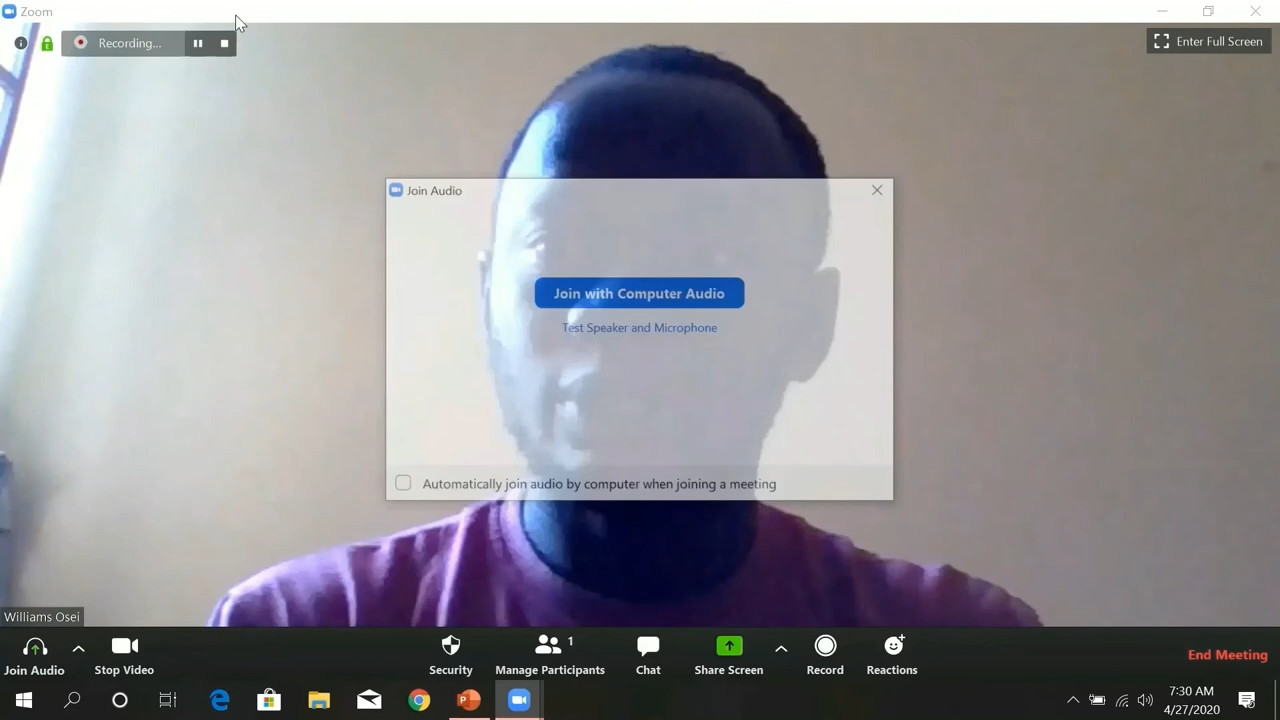 Zoom
Recording...
Enter Full Screen
Join Audio
Join with Computer Audio
Test Speaker and Microphone
Automatically join audio by computer when joining a meeting
Williams Osei
1
Join Audio
Stop Video
Security
Manage Participants
Chat
Share Screen
Record
Reactions
End Meeting
7:30 AM
4/27/2020